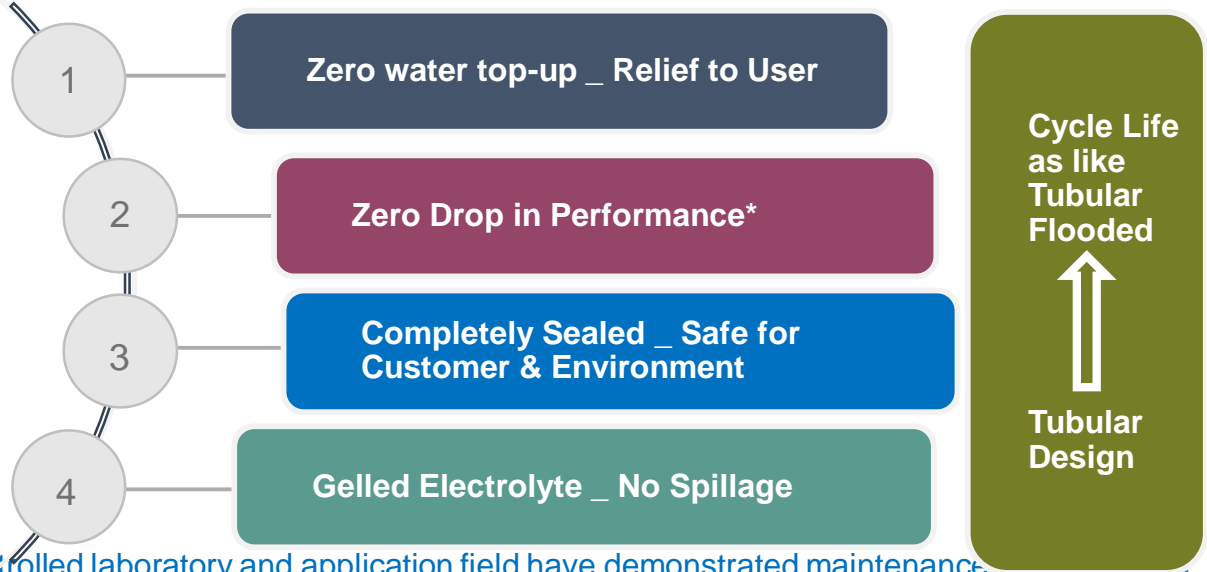 1
Zero water top-up _ Relief to User
2
Zero Drop in Performance*
3
Completely Sealed _ Safe for
Customer & Environment
4
Gelled Electrolyte _ No Spillage
Cycle Life
as like
Tubular
Flooded
Tubular
Design
laboratory and application field have demonstrated maintenance